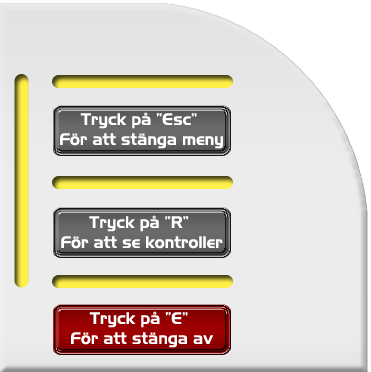 Tryck på "Esc"
För att stänga meny
Tryck på "R"
För att se kontroller
Tryck på "E"
För att stänga av